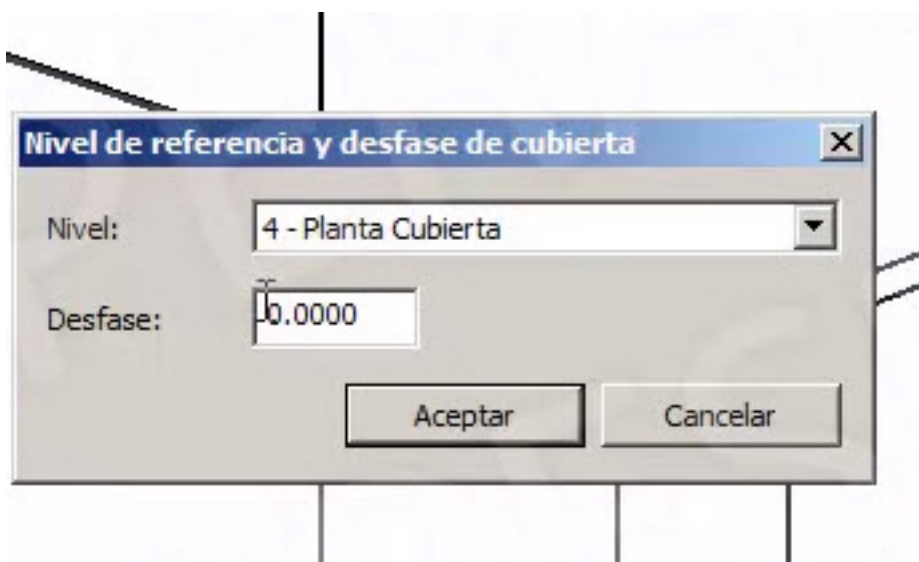 Nivel de referencia y desfase de cubierta
Nivel: 4 - Planta Cubierta
Desfase: 0.0000
Aceptar Cancelar